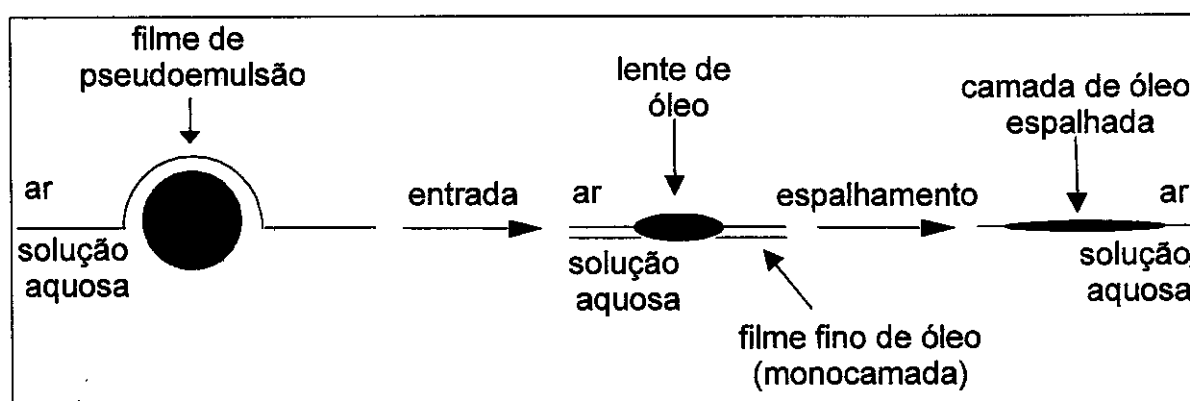 filme de
pseudoemulsão
ar
solução
aquosa
entrada
lente de
óleo
ar
solução
aquosa
filme fino de óleo
(monocamada)
espalhamento
camada de óleo
espalhada
ar
solução
aquosa